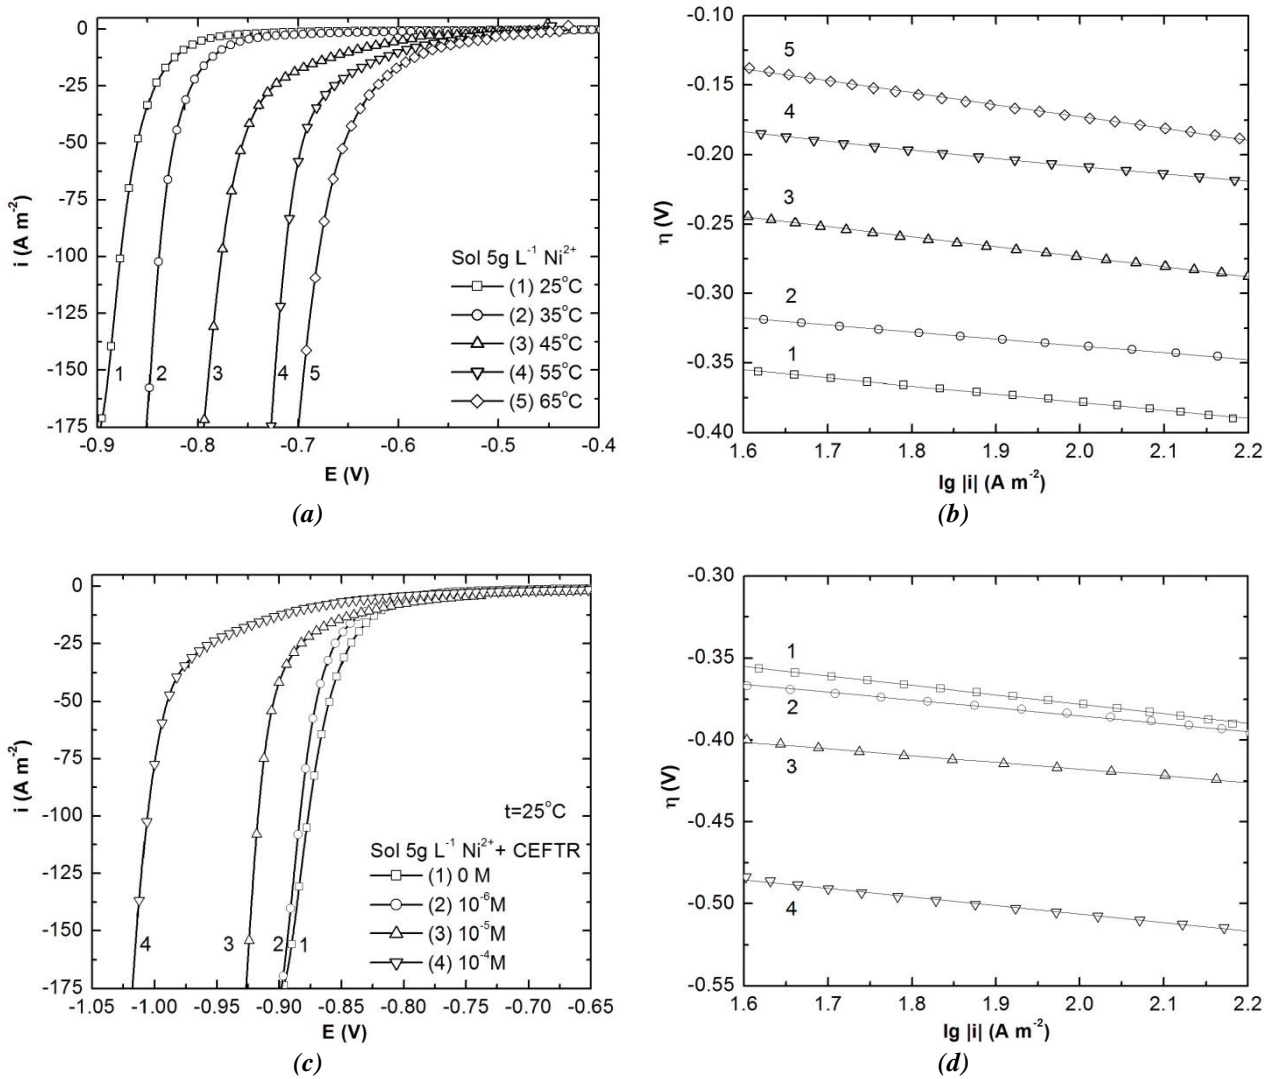 0
-25
-50
-75
-100
-125
-150
-175
i (A m⁻²)
Sol 5g L⁻¹ Ni²⁺
(1) 25°C
(2) 35°C
(3) 45°C
(4) 55°C
(5) 65°C
1 2 3 4 5
-0.9 -0.8 -0.7 -0.6 -0.5 -0.4
E (V)
(a)
-0.10
-0.15
-0.20
-0.25
-0.30
-0.35
-0.40
η (V)
5
4
3
2
1
1.6 1.7 1.8 1.9 2.0 2.1 2.2
lg |i| (A m⁻²)
(b)
0
-25
-50
-75
-100
-125
-150
-175
i (A m⁻²)
t=25°C
Sol 5g L⁻¹ Ni²⁺+ CEFTR
(1) 0 M
(2) 10⁻⁶M
(3) 10⁻⁵M
(4) 10⁻⁴M
4 3 2 1
-1.05 -1.00 -0.95 -0.90 -0.85 -0.80 -0.75 -0.70 -0.65
E (V)
(c)
-0.30
-0.35
-0.40
-0.45
-0.50
-0.55
η (V)
1
2
3
4
1.6 1.7 1.8 1.9 2.0 2.1 2.2
lg |i| (A m⁻²)
(d)